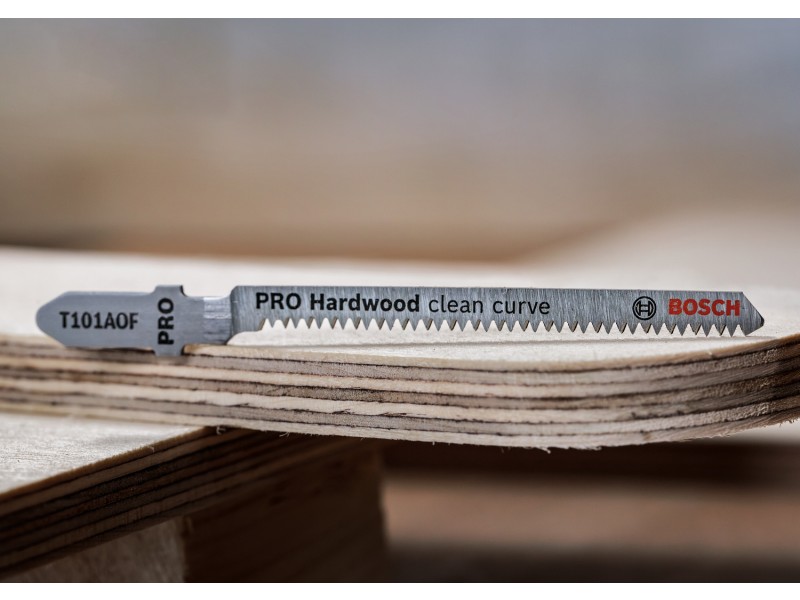 T101AOF
PRO
PRO Hardwood clean curve
BOSCH